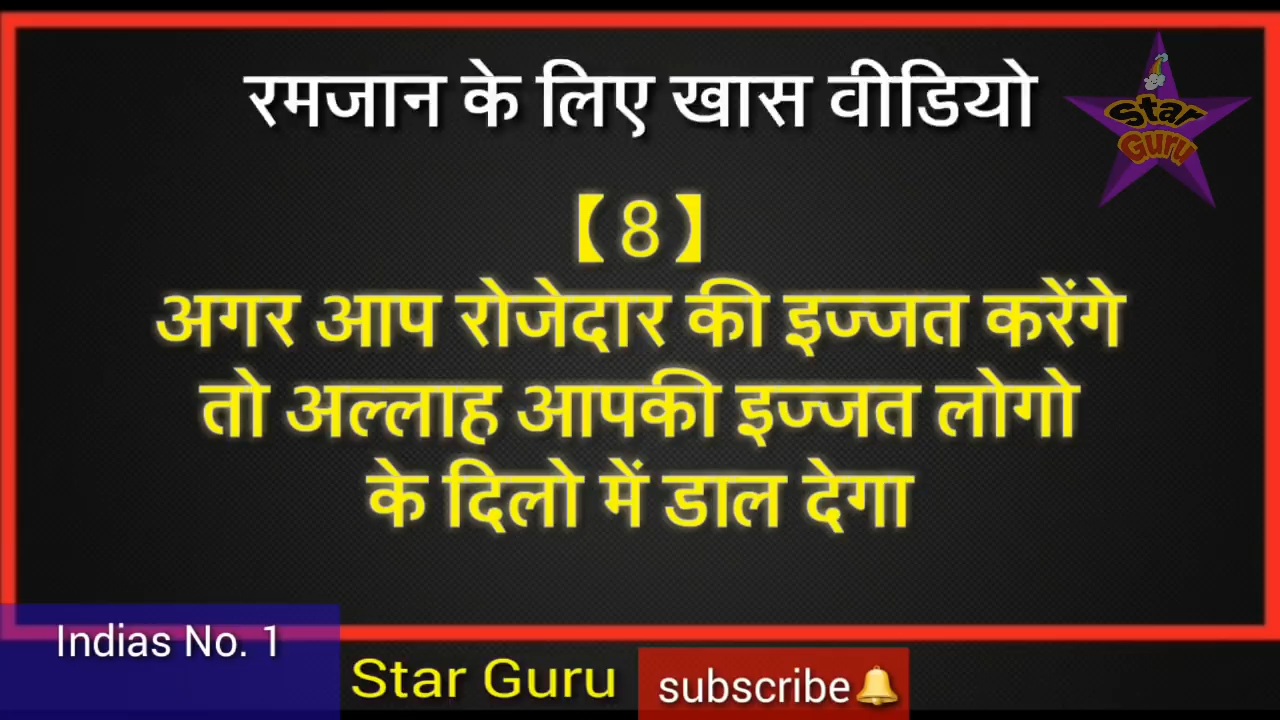 रमजान के लिए खास वीडियो
Star
Guru
【8】
अगर आप रोजेदार की इज्जत करेंगे
तो अल्लाह आपकी इज्जत लोगो
के दिलो में डाल देगा
Indias No. 1
Star Guru
subscribe